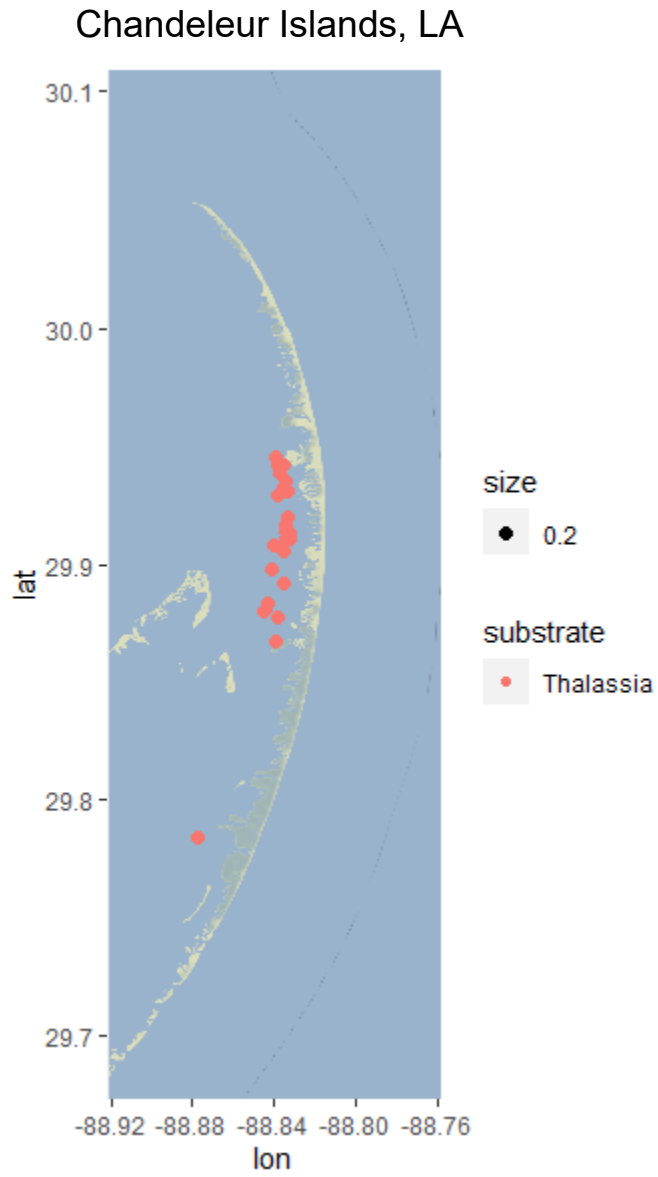 Chandeleur Islands, LA
30.1
30.0
29.9
29.8
29.7
lat
-88.92 -88.88 -88.84 -88.80 -88.76
lon
size
0.2
substrate
Thalassia